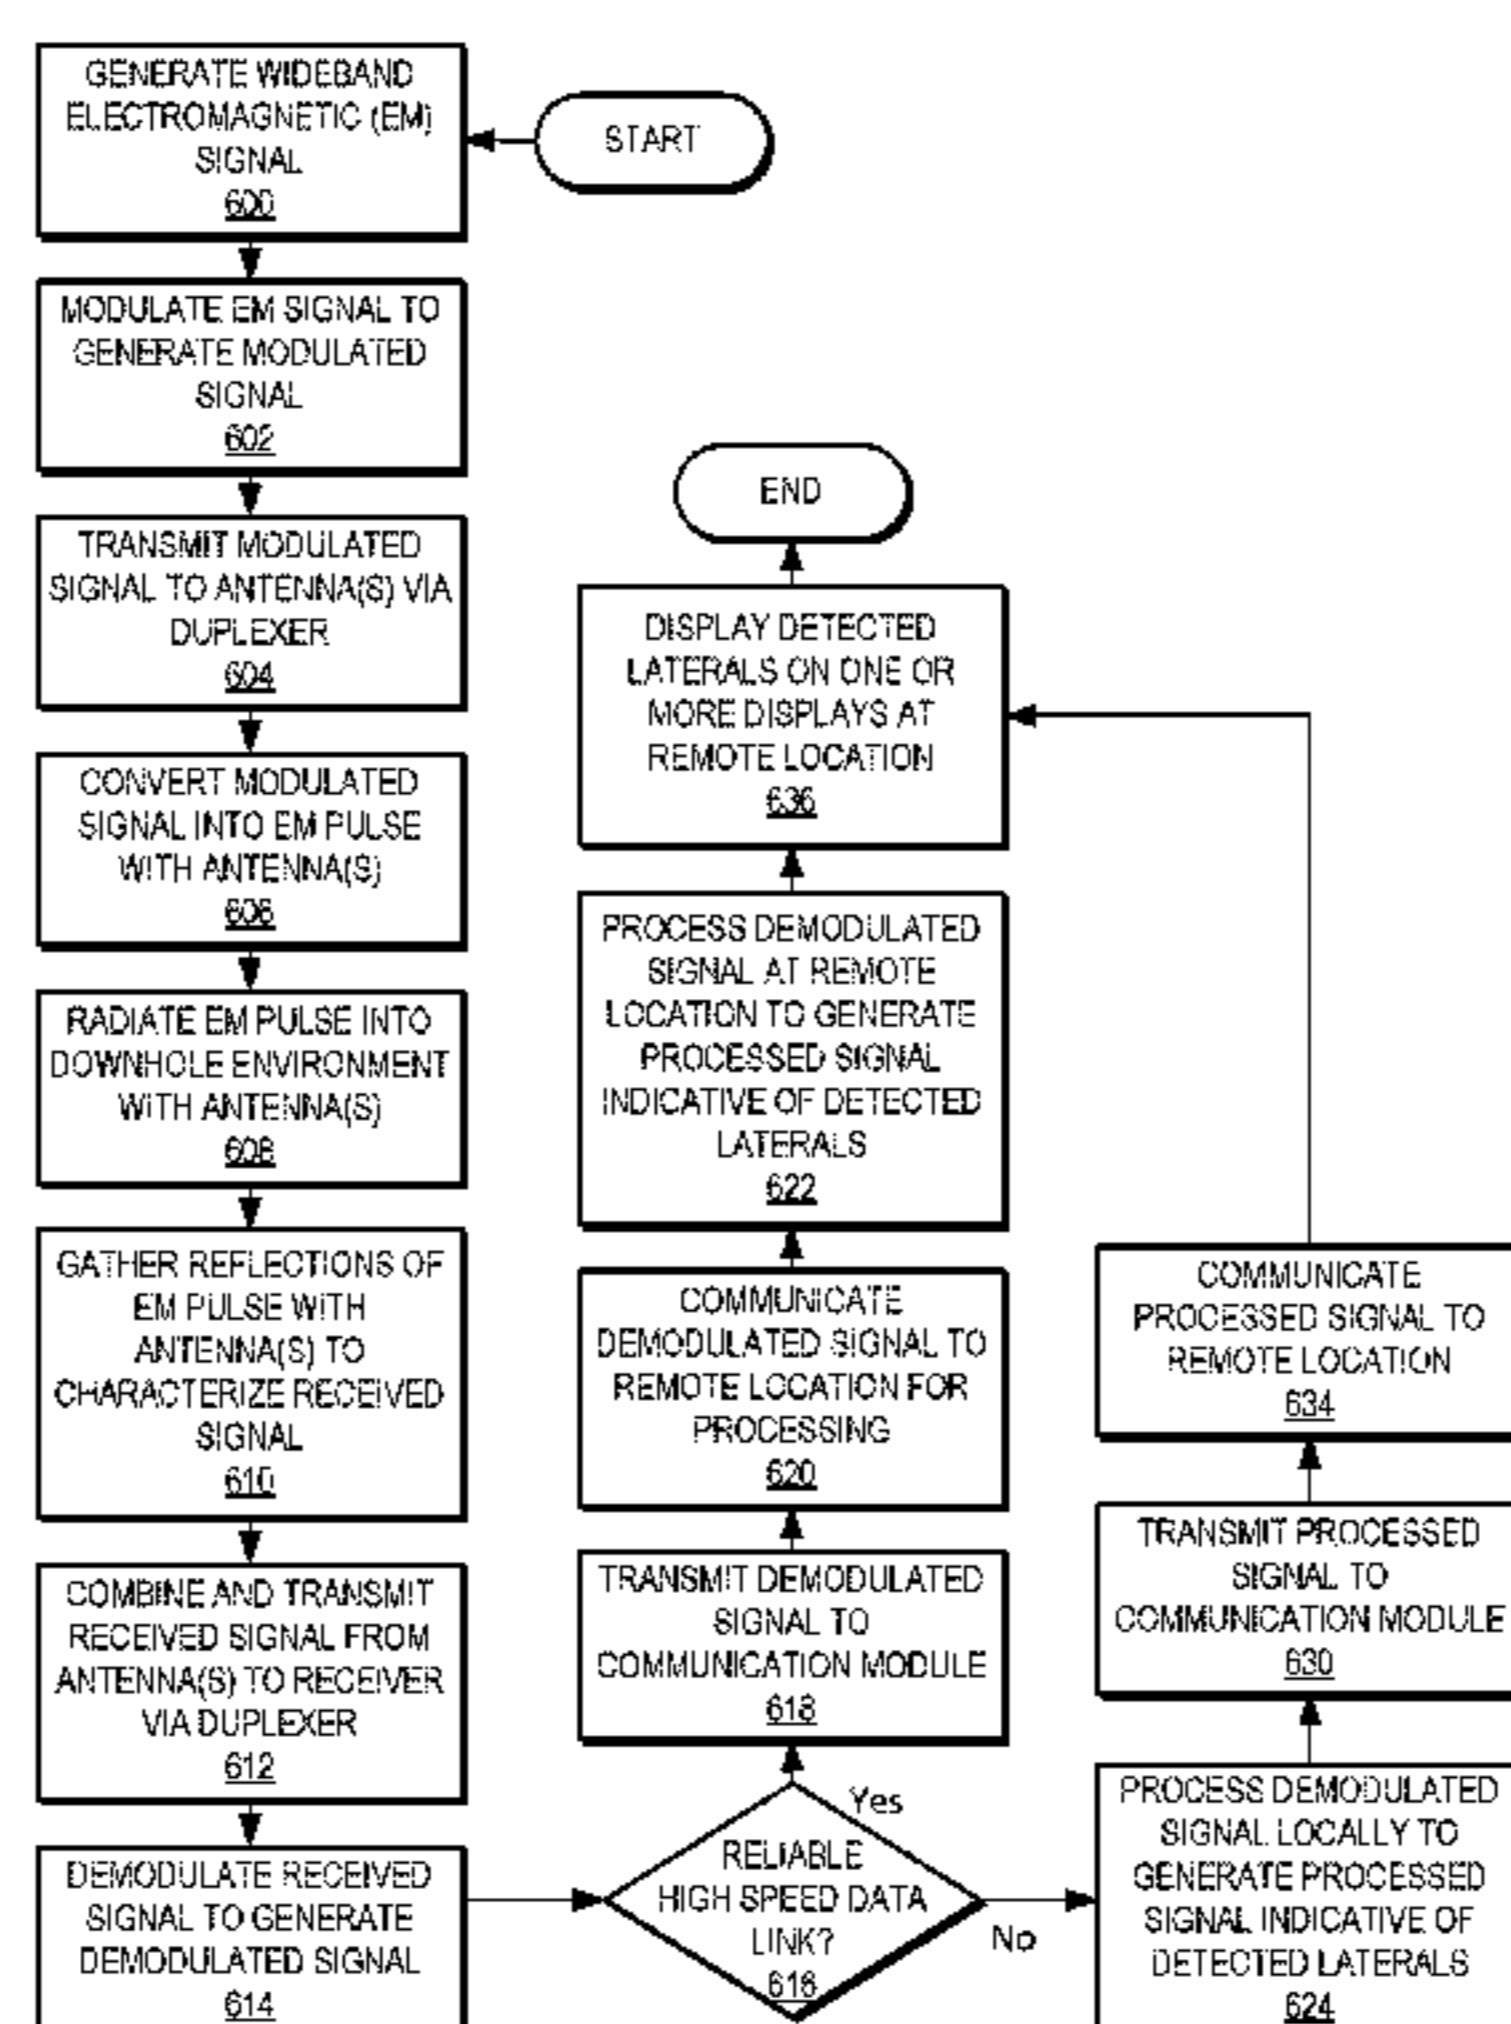 START
GENERATE WIDEBAND
ELECTROMAGNETIC (EM)
SIGNAL
600
MODULATE EM SIGNAL TO
GENERATE MODULATED
SIGNAL
602
TRANSMIT MODULATED
SIGNAL TO ANTENNA(S) VIA
DUPLEXER
604
CONVERT MODULATED
SIGNAL INTO EM PULSE
WITH ANTENNA(S)
606
RADIATE EM PULSE INTO
DOWNHOLE ENVIRONMENT
WITH ANTENNA(S)
608
GATHER REFLECTIONS OF
EM PULSE WITH
ANTENNA(S) TO
CHARACTERIZE RECEIVED
SIGNAL
610
COMBINE AND TRANSMIT
RECEIVED SIGNAL FROM
ANTENNA(S) TO RECEIVER
VIA DUPLEXER
612
DEMODULATE RECEIVED
SIGNAL TO GENERATE
DEMODULATED SIGNAL
614
RELIABLE
HIGH SPEED DATA
LINK?
616
Yes
No
TRANSMIT DEMODULATED
SIGNAL TO
COMMUNICATION MODULE
618
COMMUNICATE
DEMODULATED SIGNAL TO
REMOTE LOCATION FOR
PROCESSING
620
PROCESS DEMODULATED
SIGNAL AT REMOTE
LOCATION TO GENERATE
PROCESSED SIGNAL
INDICATIVE OF DETECTED
LATERALS
622
PROCESS DEMODULATED
SIGNAL LOCALLY TO
GENERATE PROCESSED
SIGNAL INDICATIVE OF
DETECTED LATERALS
624
TRANSMIT PROCESSED
SIGNAL TO
COMMUNICATION MODULE
630
COMMUNICATE
PROCESSED SIGNAL TO
REMOTE LOCATION
634
DISPLAY DETECTED
LATERALS ON ONE OR
MORE DISPLAYS AT
REMOTE LOCATION
636
END